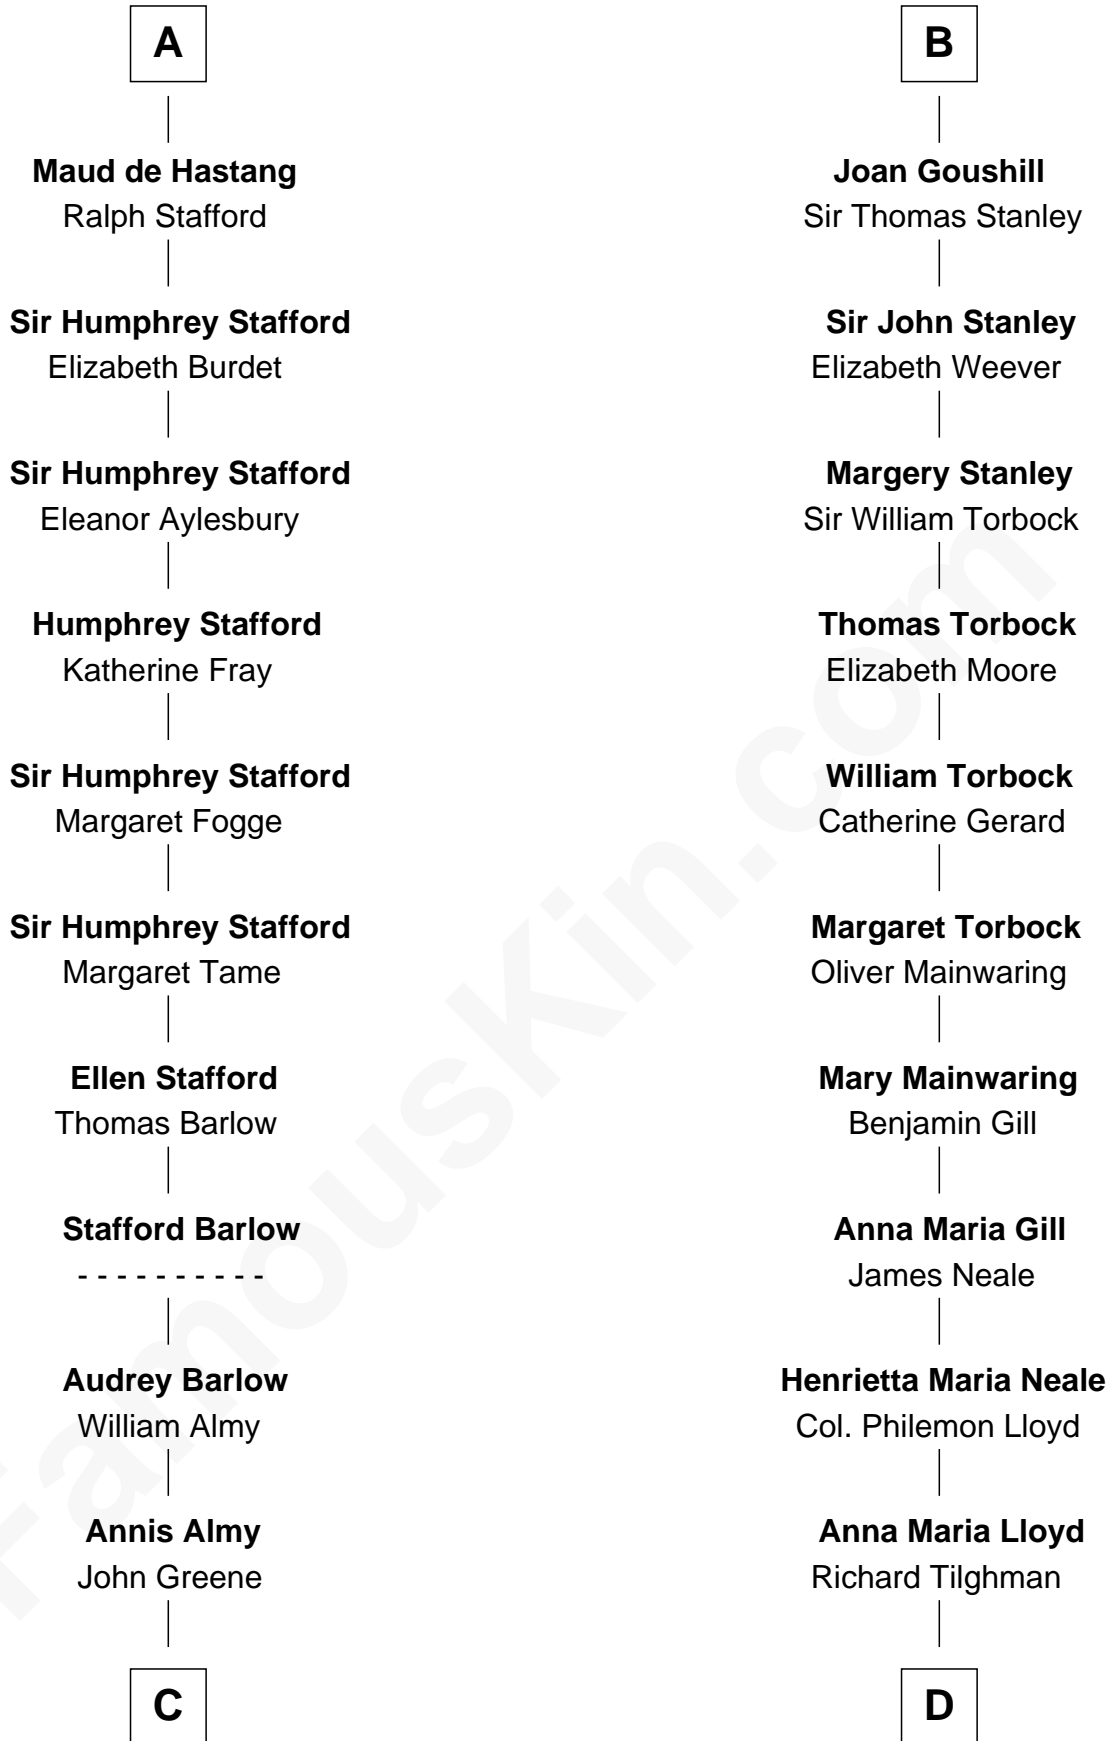 A
Maud de Hastang
Ralph Stafford
Sir Humphrey Stafford
Elizabeth Burdet
Sir Humphrey Stafford
Eleanor Aylesbury
Humphrey Stafford
Katherine Fray
Sir Humphrey Stafford
Margaret Fogge
Sir Humphrey Stafford
Margaret Tame
Ellen Stafford
Thomas Barlow
Stafford Barlow
- - - - - - - - - -
Audrey Barlow
William Almy
Annis Almy
John Greene
C
B
Joan Goushill
Sir Thomas Stanley
Sir John Stanley
Elizabeth Weever
Margery Stanley
Sir William Torbock
Thomas Torbock
Elizabeth Moore
William Torbock
Catherine Gerard
Margaret Torbock
Oliver Mainwaring
Mary Mainwaring
Benjamin Gill
Anna Maria Gill
James Neale
Henrietta Maria Neale
Col. Philemon Lloyd
Anna Maria Lloyd
Richard Tilghman
D
FamousKin.com